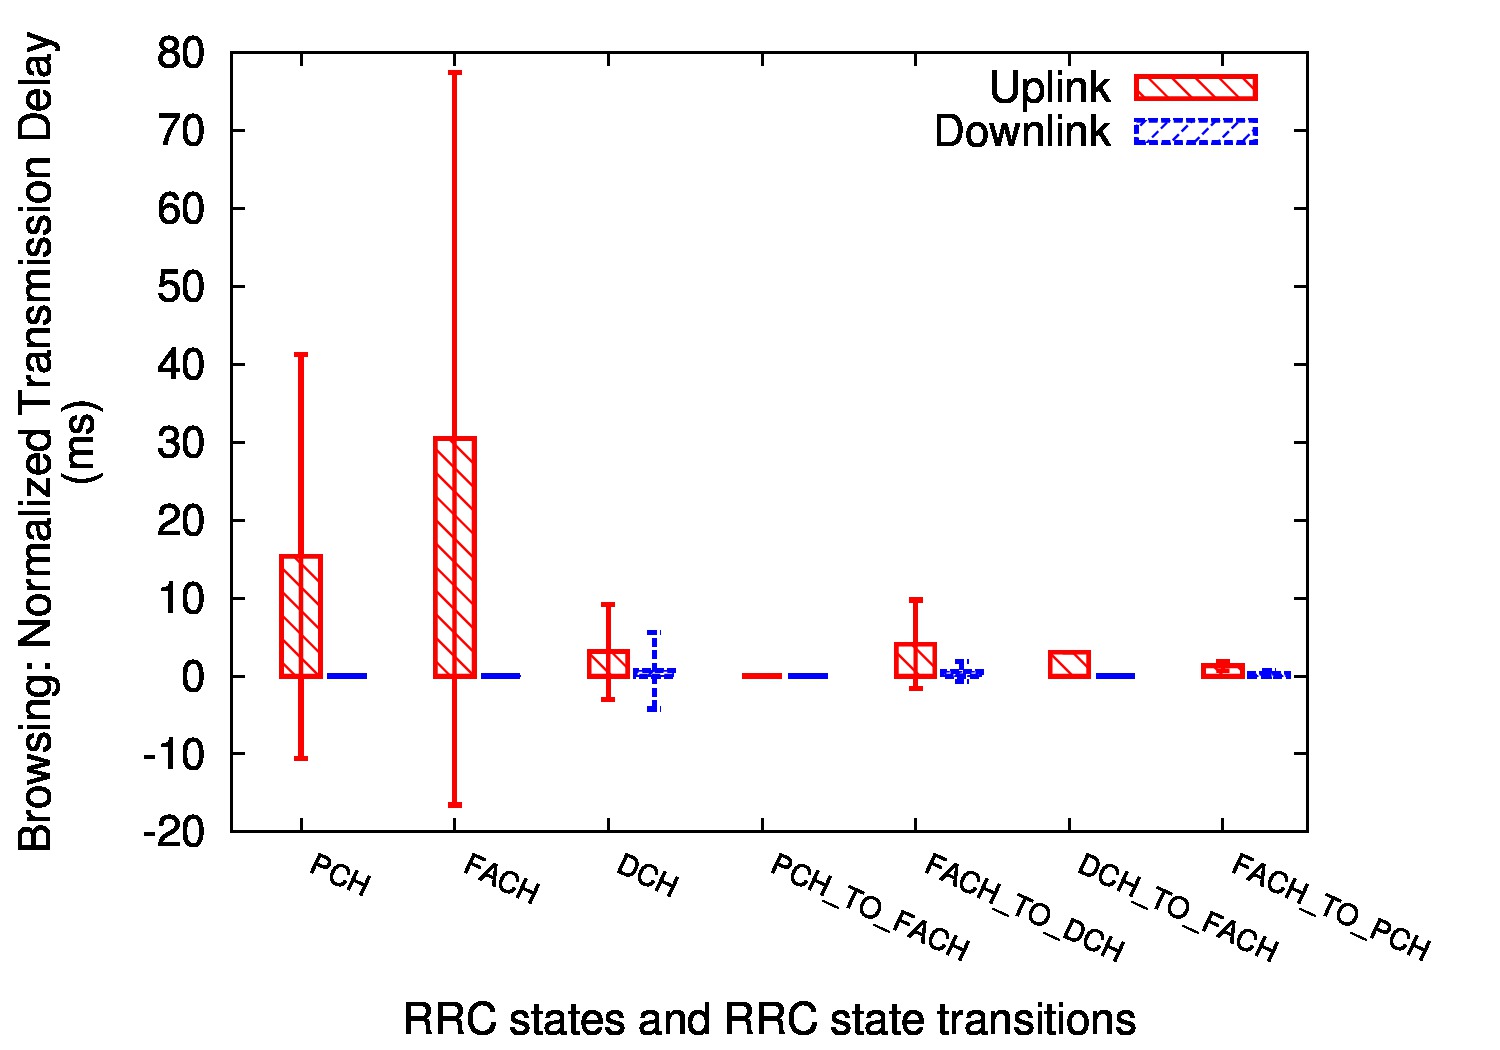 Browsing: Normalized Transmission Delay
(ms)
80
70
60
50
40
30
20
10
0
-10
-20
Uplink
Downlink
PCH
FACH
DCH
PCH_TO_FACH
FACH_TO_DCH
DCH_TO_FACH
FACH_TO_PCH
RRC states and RRC state transitions